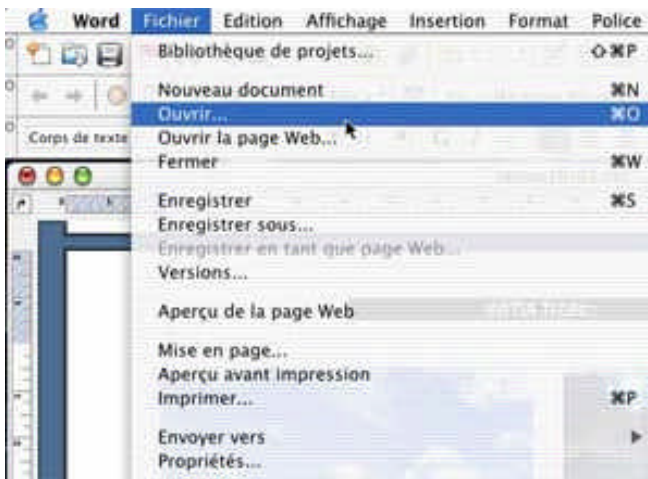 Word Fichier Edition Affichage Insertion Format Police
Bibliothèque de projets... ⇧⌘P
Nouveau document ⌘N
Ouvrir... ⌘O
Corps de texte
Ouvrir la page Web...
Fermer ⌘W
Enregistrer ⌘S
Enregistrer sous...
Enregistrer en tant que page Web...
Versions...
Aperçu de la page Web
Mise en page...
Aperçu avant impression
Imprimer... ⌘P
Envoyer vers
Propriétés...